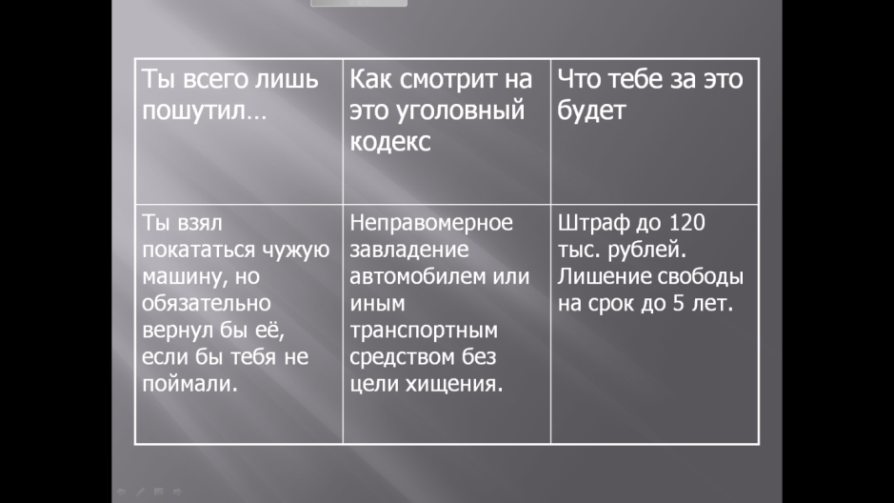 Ты всего лишь
пошутил...
Как смотрит на
это уголовный
кодекс
Что тебе за это
будет
Ты взял
покататься чужую
машину, но
обязательно
вернул бы её,
если бы тебя не
поймали.
Неправомерное
завладение
автомобилем или
иным
транспортным
средством без
цели хищения.
Штраф до 120
тыс. рублей.
Лишение свободы
на срок до 5 лет.